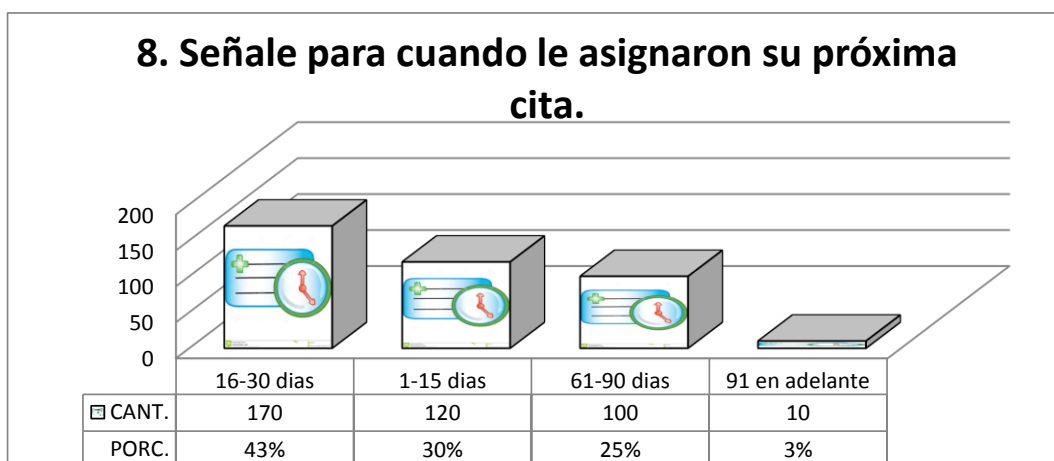 8. Señale para cuando le asignaron su próxima
cita.
200
150
100
50
0
16-30 dias 1-15 dias 61-90 dias 91 en adelante
CANT. 170 120 100 10
PORC. 43% 30% 25% 3%